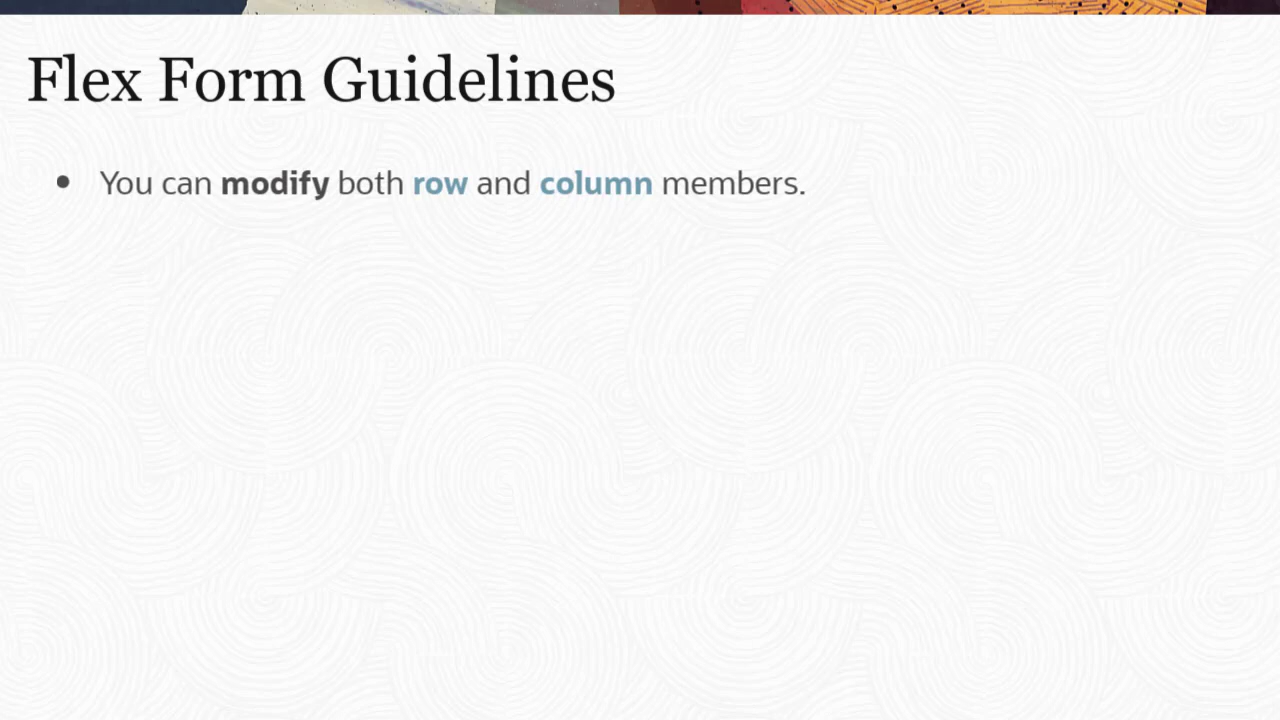 Flex Form Guidelines
• You can modify both row and column members.